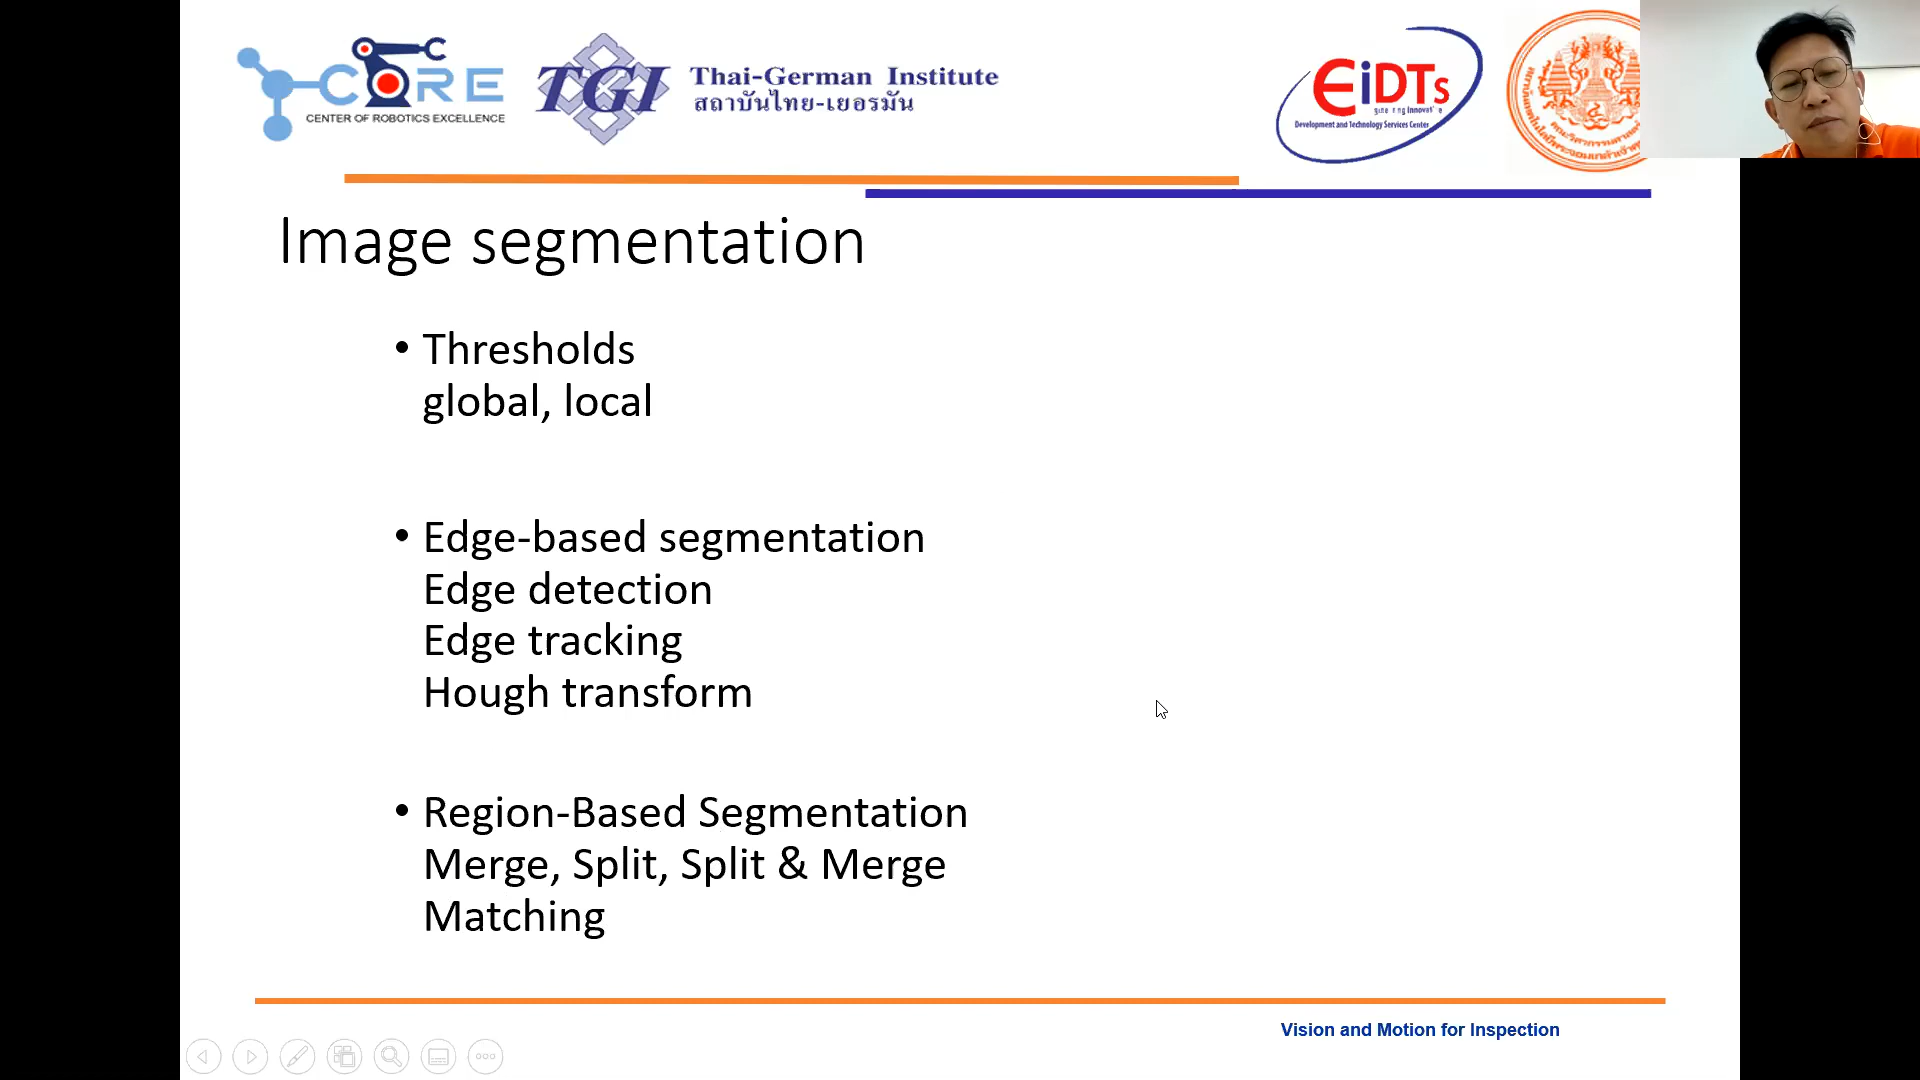 CORE
CENTER OF ROBOTICS EXCELLENCE
TGI
Thai-German Institute
สถาบันไทย-เยอรมัน
EiDTs
Development and Technology Services Center
Image segmentation
• Thresholds
global, local
• Edge-based segmentation
Edge detection
Edge tracking
Hough transform
• Region-Based Segmentation
Merge, Split, Split & Merge
Matching
Vision and Motion for Inspection